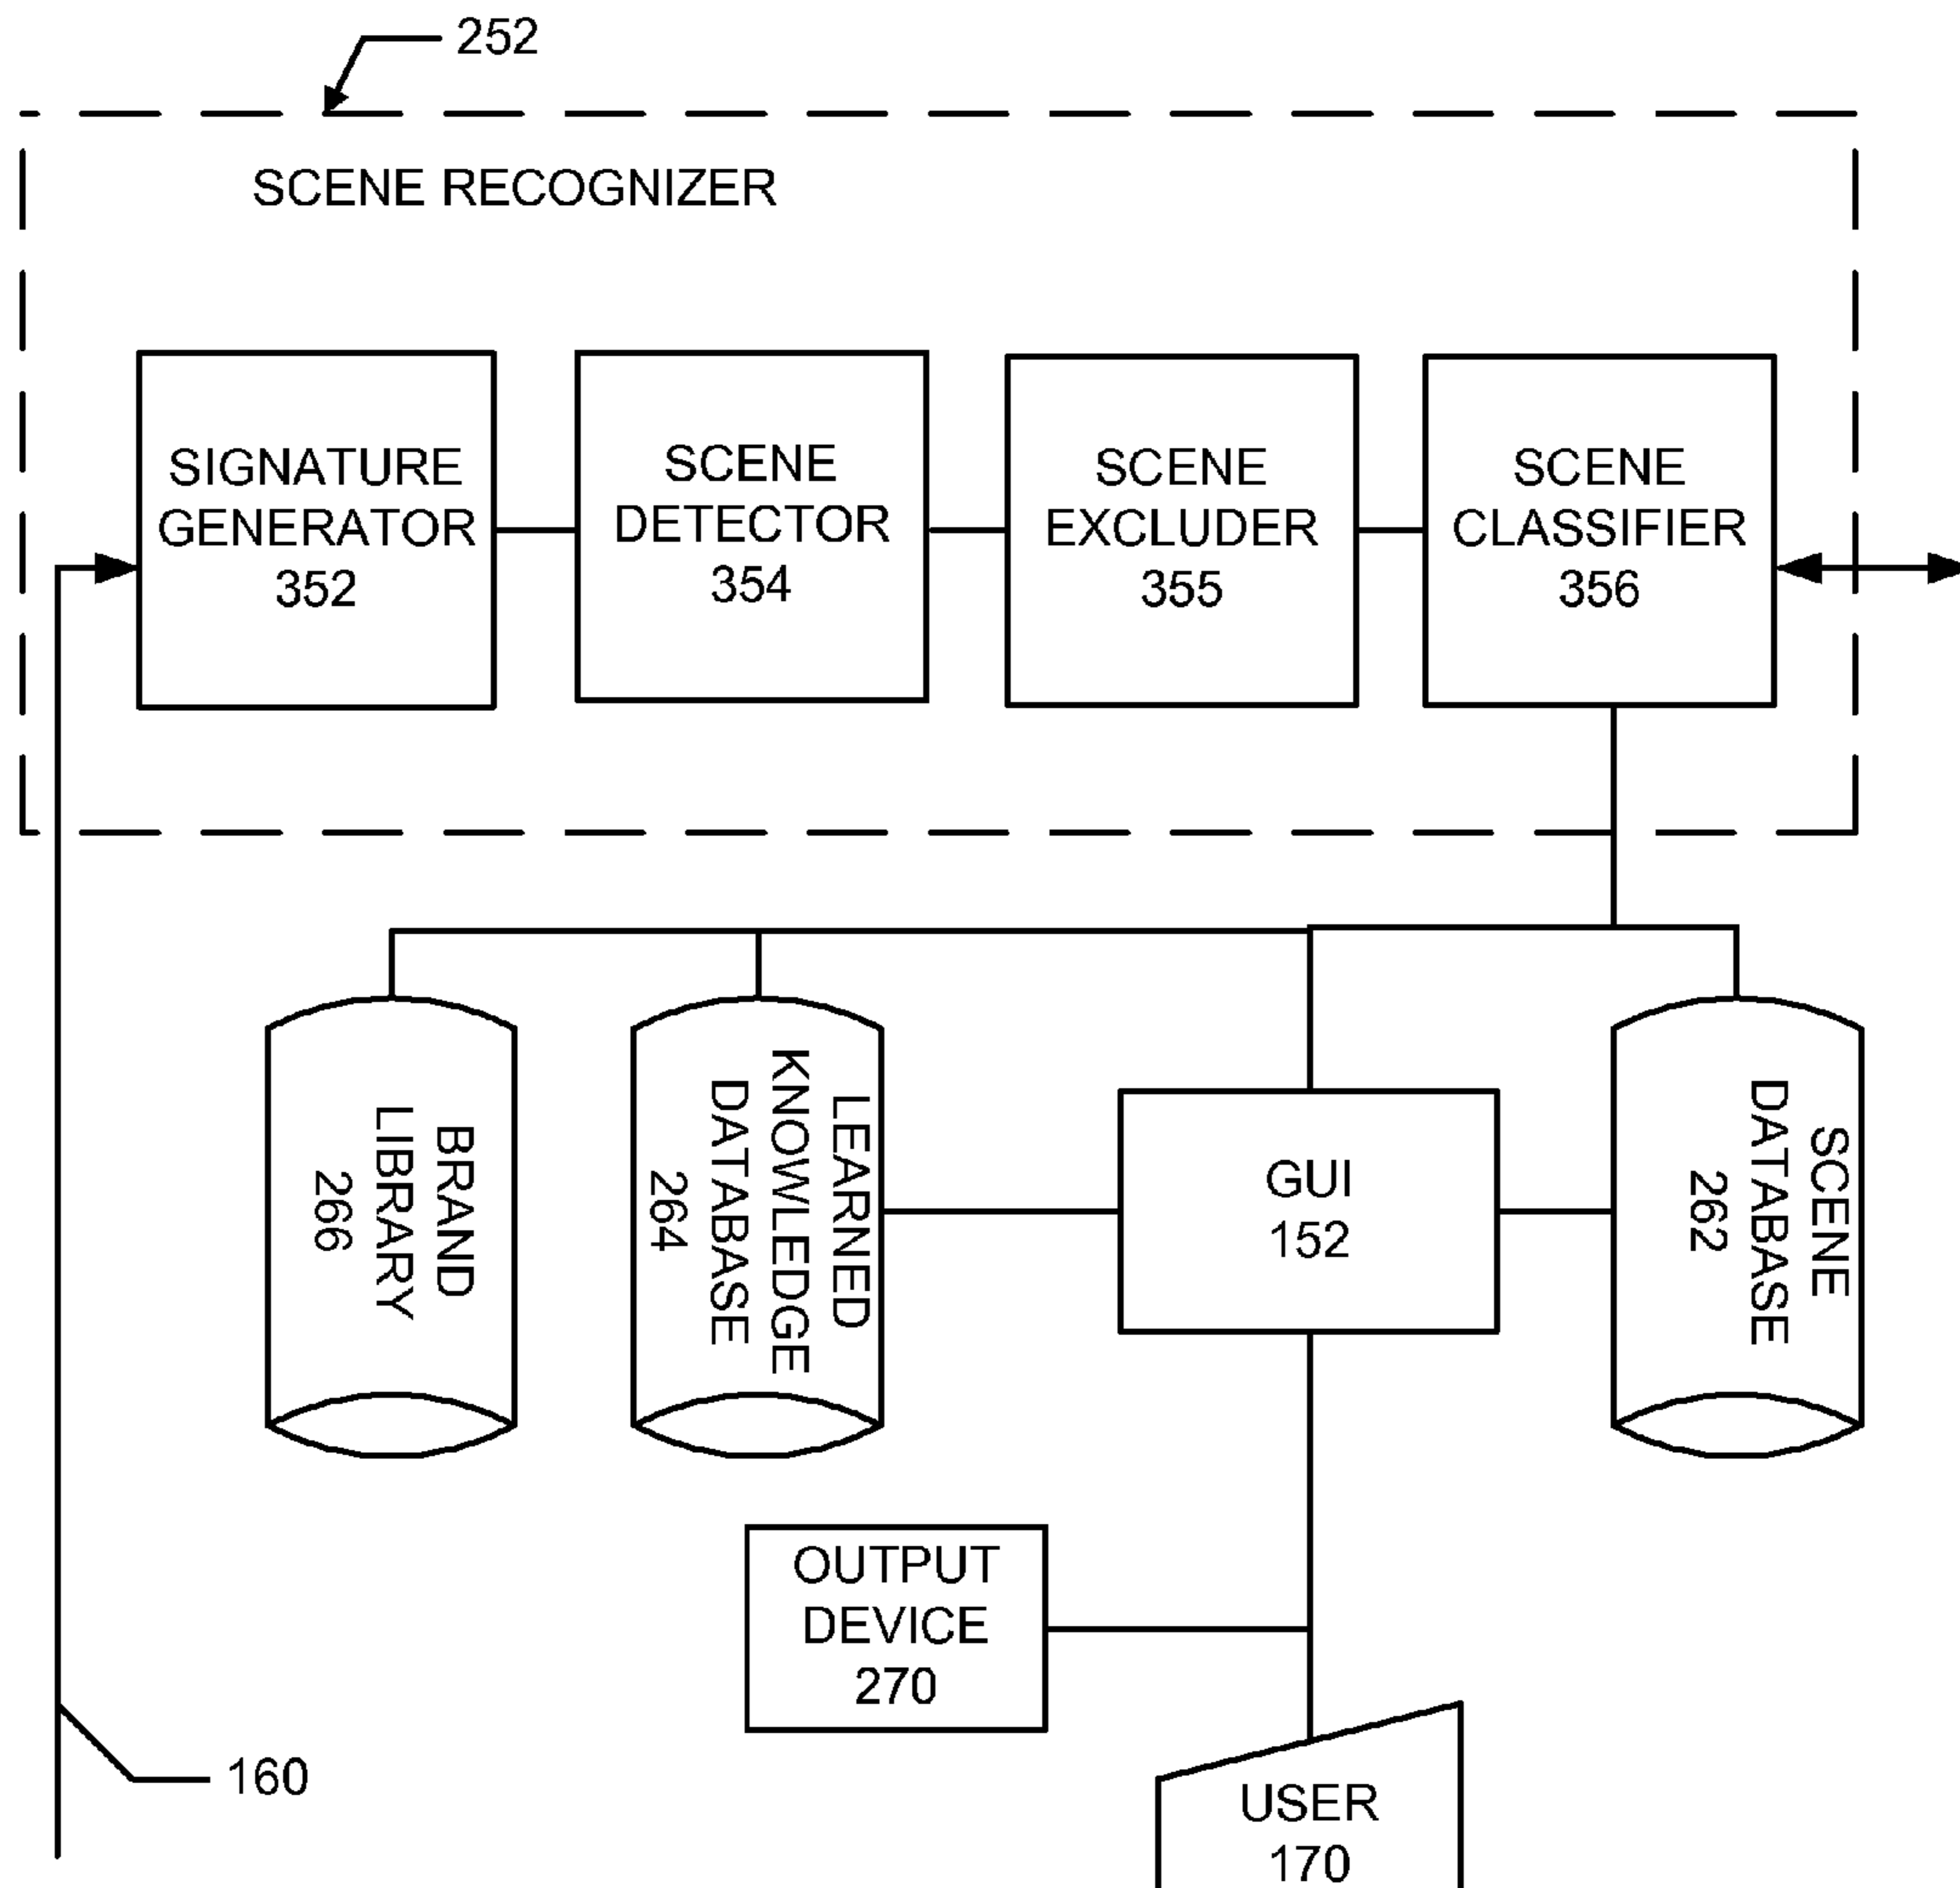 252
SCENE RECOGNIZER
SIGNATURE
GENERATOR
352
SCENE
DETECTOR
354
SCENE
EXCLUDER
355
SCENE
CLASSIFIER
356
BRAND
LIBRARY
266
LEARNED
KNOWLEDGE
DATABASE
264
GUI
152
SCENE
DATABASE
262
OUTPUT
DEVICE
270
160
USER
170